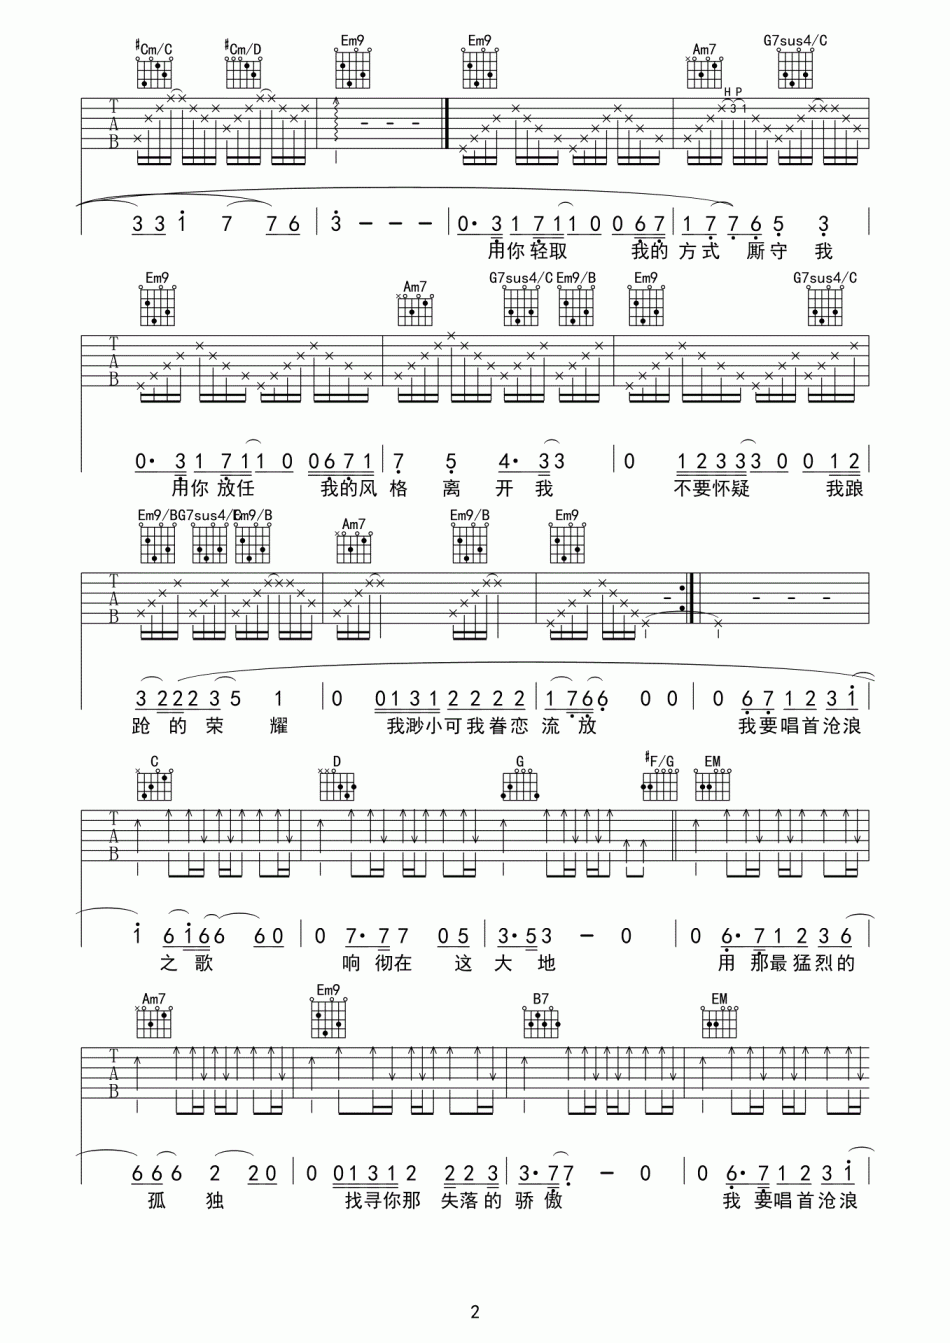 #Cm/C #Cm/D Em9 Em9 Am7 G7sus4/C
H P
T A B 3 1
3 3 1 7 7 6 3 - - - 0· 3 1 7 1 1 0 0 6 7 1 7 7 6 5 3
用你轻取 我的 方式 厮守 我
Em9 Am7 G7sus4/C Em9/B Em9 G7sus4/C
T A B
0· 3 1 7 1 1 0 0 6 7 1 7 5 4· 3 3 0 1 2 3 3 3 0 0 1 2
用你 放任 我的风 格 离 开 我 不要怀疑 我踉
Em9/B G7sus4/C Em9/B Am7 Em9/B Em9
T A B
3 2 2 3 5 1 0 0 1 3 1 2 2 2 2 1 7 6 6 0 0 0 6 7 1 2 3 1
跄 的 荣 耀 我渺小可我眷恋 流 放 我要唱首沧浪
C D G #F/G EM
T A B
1 6 1 6 6 6 0 0 7· 7 7 0 5 3· 5 3 - 0 0 6· 7 1 2 3 6
之 歌 响 彻在 这 大 地 用 那最猛烈的
Am7 Em9 B7 EM
T A B
6 6 6 2 2 0 0 0 1 3 1 2 2 2 3 3· 7 7 - 0 0 6· 7 1 2 3 1
孤 独 找寻你那 失落的 骄 傲 我 要唱首沧浪
2